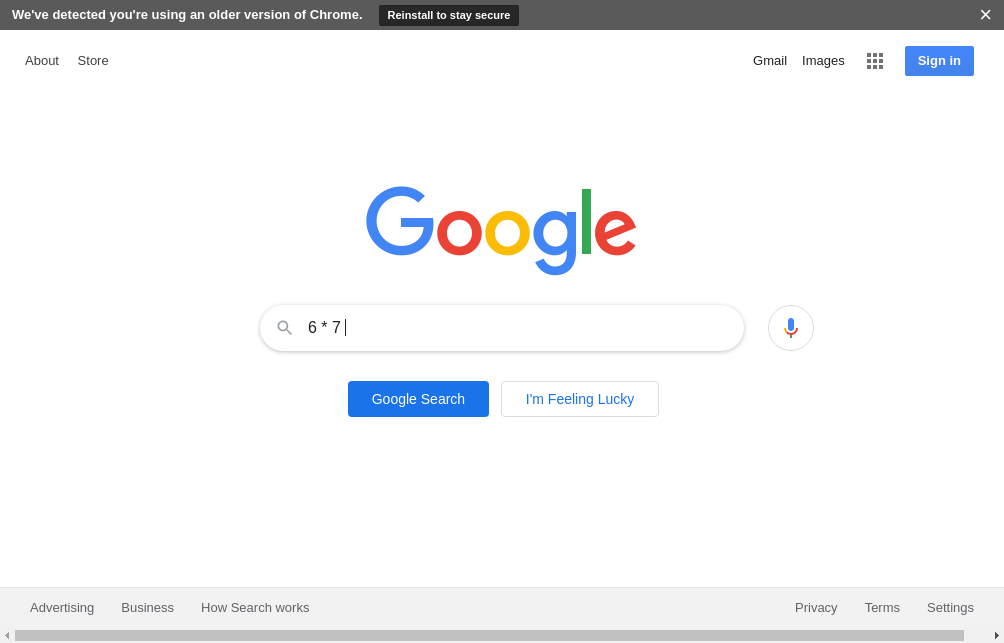 We've detected you're using an older version of Chrome. Reinstall to stay secure
About Store Gmail Images Sign in
Google
6 * 7
Google Search I'm Feeling Lucky
Advertising Business How Search works Privacy Terms Settings